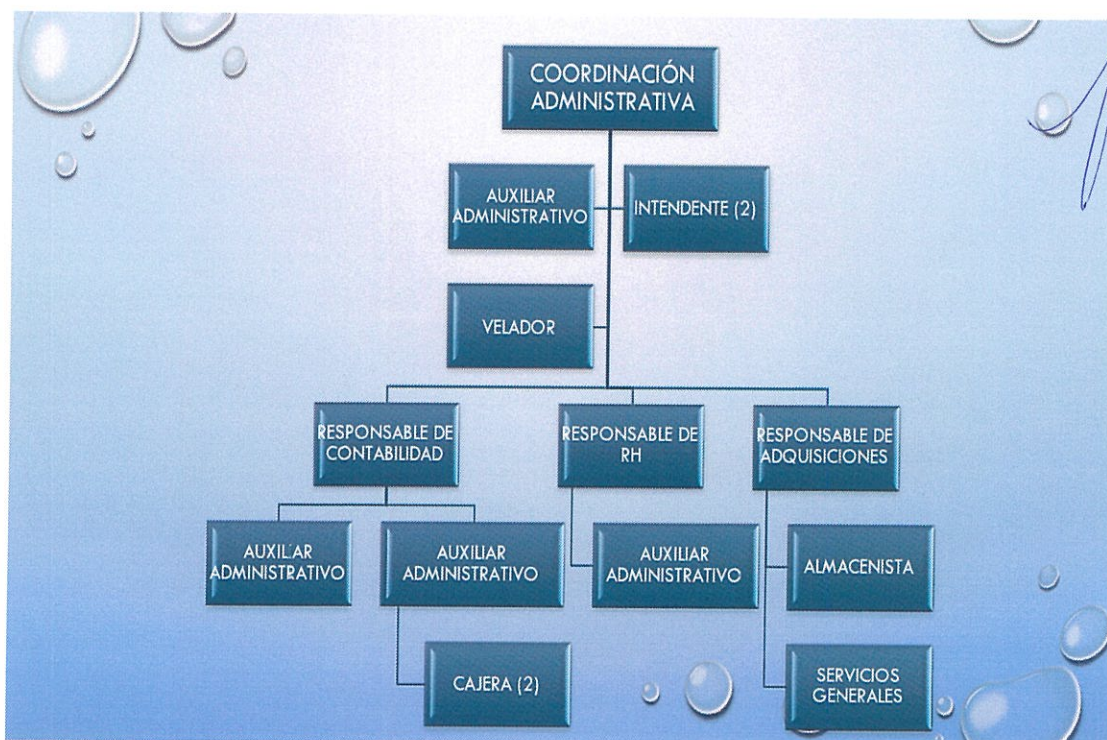 COORDINACIÓN
ADMINISTRATIVA
AUXILIAR
ADMINISTRATIVO
INTENDENTE (2)
VELADOR
RESPONSABLE DE
CONTABILIDAD
RESPONSABLE DE
RH
RESPONSABLE DE
ADQUISICIONES
AUXILIAR
ADMINISTRATIVO
AUXILIAR
ADMINISTRATIVO
AUXILIAR
ADMINISTRATIVO
ALMACENISTA
CAJERA (2)
SERVICIOS
GENERALES